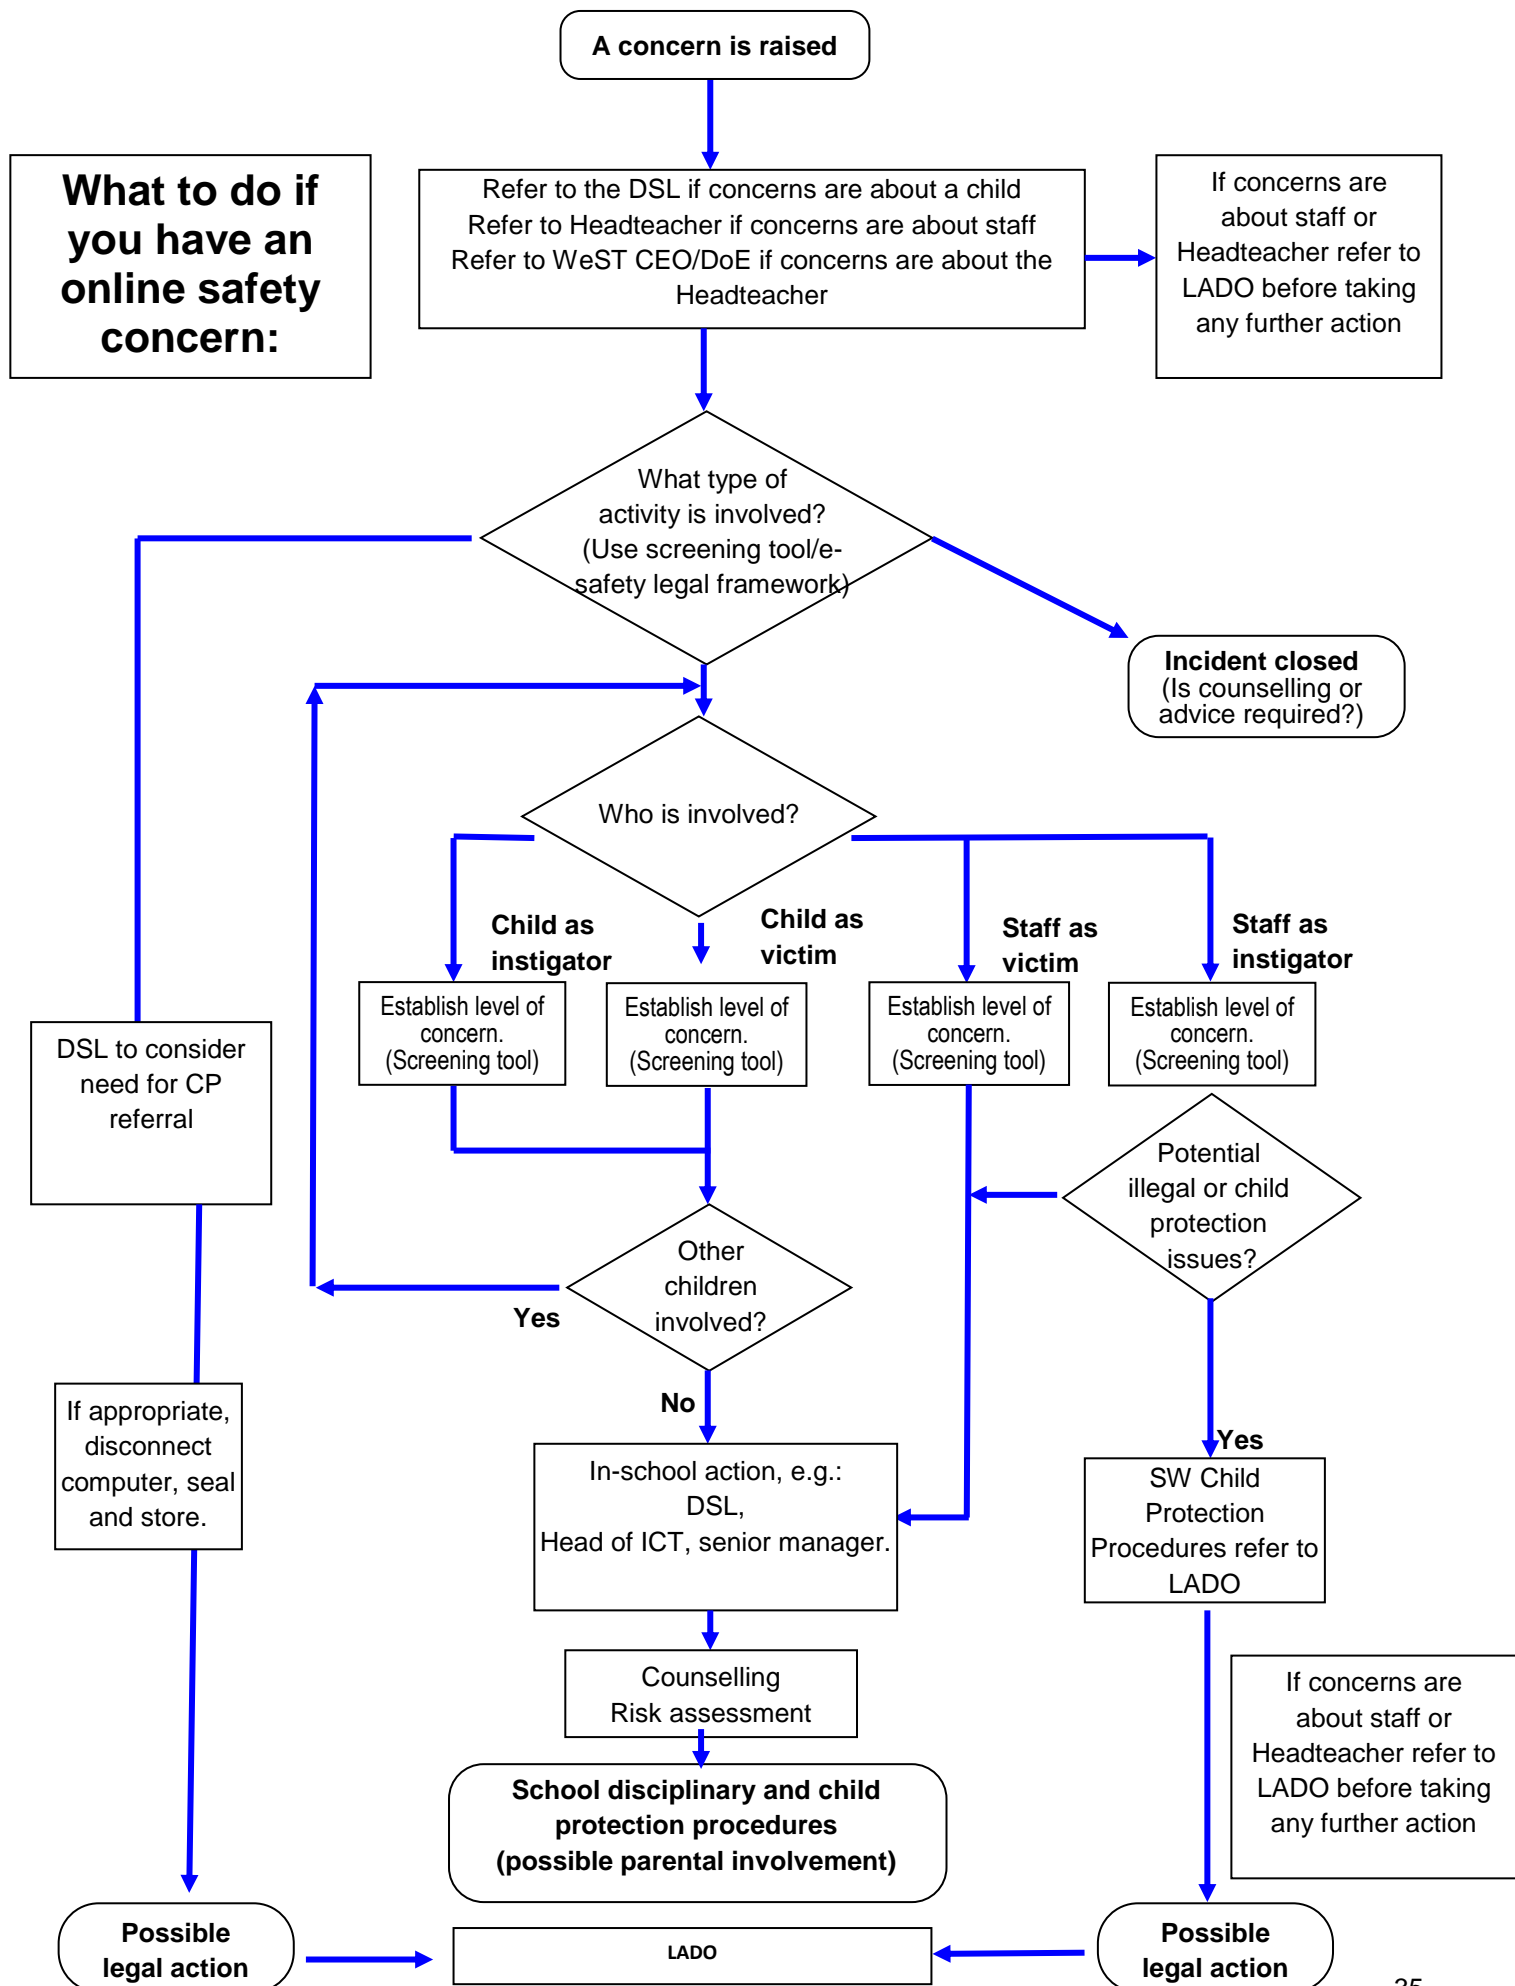 A concern is raised
What to do if
you have an
online safety
concern:
Refer to the DSL if concerns are about a child
Refer to Headteacher if concerns are about staff
Refer to WeST CEO/DoE if concerns are about the
Headteacher
If concerns are
about staff or
Headteacher refer to
LADO before taking
any further action
What type of
activity is involved?
(Use screening tool/e-
safety legal framework)
Incident closed
(Is counselling or
advice required?)
Who is involved?
Child as
instigator
Child as
victim
Staff as
victim
Staff as
instigator
Establish level of
concern.
(Screening tool)
Establish level of
concern.
(Screening tool)
Establish level of
concern.
(Screening tool)
Establish level of
concern.
(Screening tool)
DSL to consider
need for CP
referral
Potential
illegal or child
protection
issues?
Other
children
involved?
Yes
No
Yes
If appropriate,
disconnect
computer, seal
and store.
In-school action, e.g.:
DSL,
Head of ICT, senior manager.
SW Child
Protection
Procedures refer to
LADO
Counselling
Risk assessment
If concerns are
about staff or
Headteacher refer to
LADO before taking
any further action
School disciplinary and child
protection procedures
(possible parental involvement)
Possible
legal action
LADO
Possible
legal action